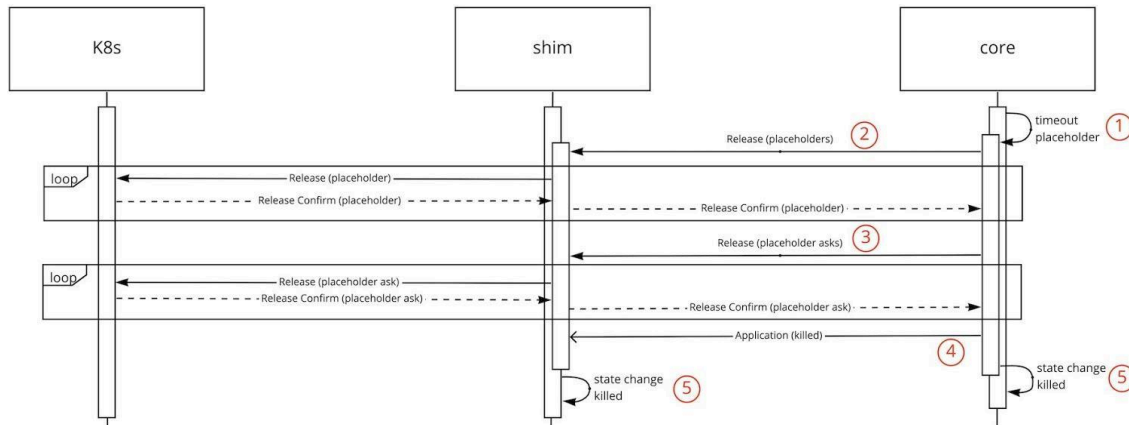 K8s
shim
core
timeout
placeholder
1
Release (placeholders)
2
loop
Release (placeholder)
Release Confirm (placeholder)
Release Confirm (placeholder)
Release (placeholder asks)
3
loop
Release (placeholder ask)
Release Confirm (placeholder ask)
Release Confirm (placeholder ask)
Application (killed)
4
state change
killed
5
state change
killed
5